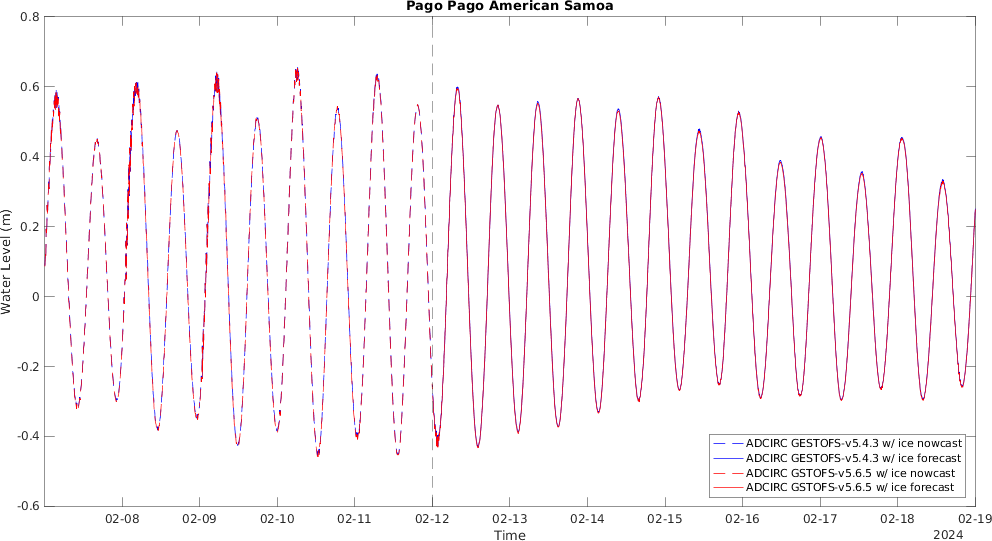 Pago Pago American Samoa
0.8
0.6
0.4
0.2
0
-0.2
-0.4
-0.6
Water Level (m)
02-08 02-09 02-10 02-11 02-12 02-13 02-14 02-15 02-16 02-17 02-18 02-19
Time
2024
ADCIRC GESTOFS-v5.4.3 w/ ice nowcast
ADCIRC GESTOFS-v5.4.3 w/ ice forecast
ADCIRC GSTOFS-v5.6.5 w/ ice nowcast
ADCIRC GSTOFS-v5.6.5 w/ ice forecast